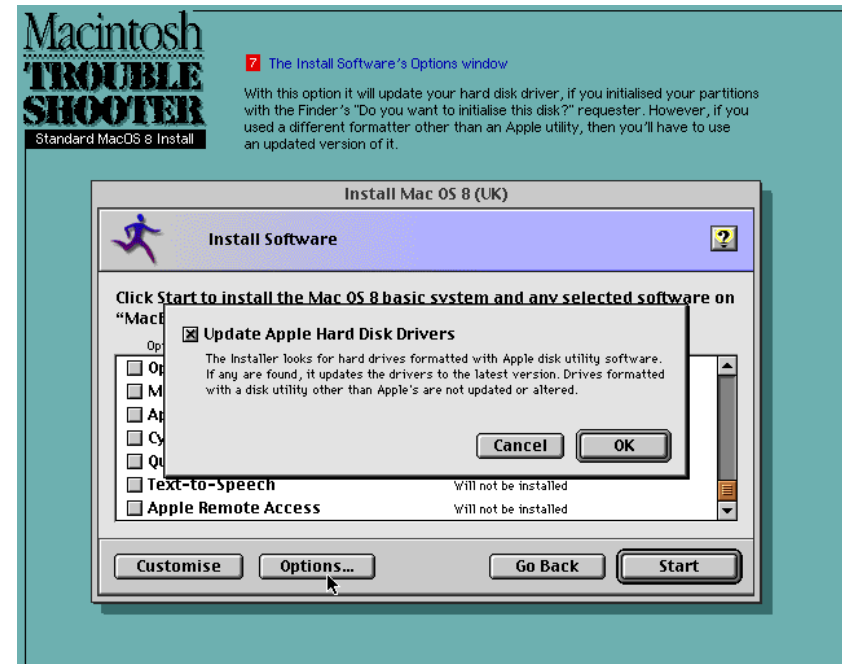 Macintosh
TROUBLE
SHOOTER
Standard MacOS 8 Install
7 The Install Software's Options window
With this option it will update your hard disk driver, if you initialised your partitions
with the Finder's "Do you want to initialise this disk?" requester. However, if you
used a different formatter other than an Apple utility, then you'll have to use
an updated version of it.
Install Mac OS 8 (UK)
Install Software
?
Click Start to install the Mac OS 8 basic system and any selected software on
Update Apple Hard Disk Drivers
The Installer looks for hard drives formatted with Apple disk utility software.
If any are found, it updates the drivers to the latest version. Drives formatted
with a disk utility other than Apple's are not updated or altered.
Cancel OK
Text-to-Speech Will not be installed
Apple Remote Access Will not be installed
Customise Options... Go Back Start